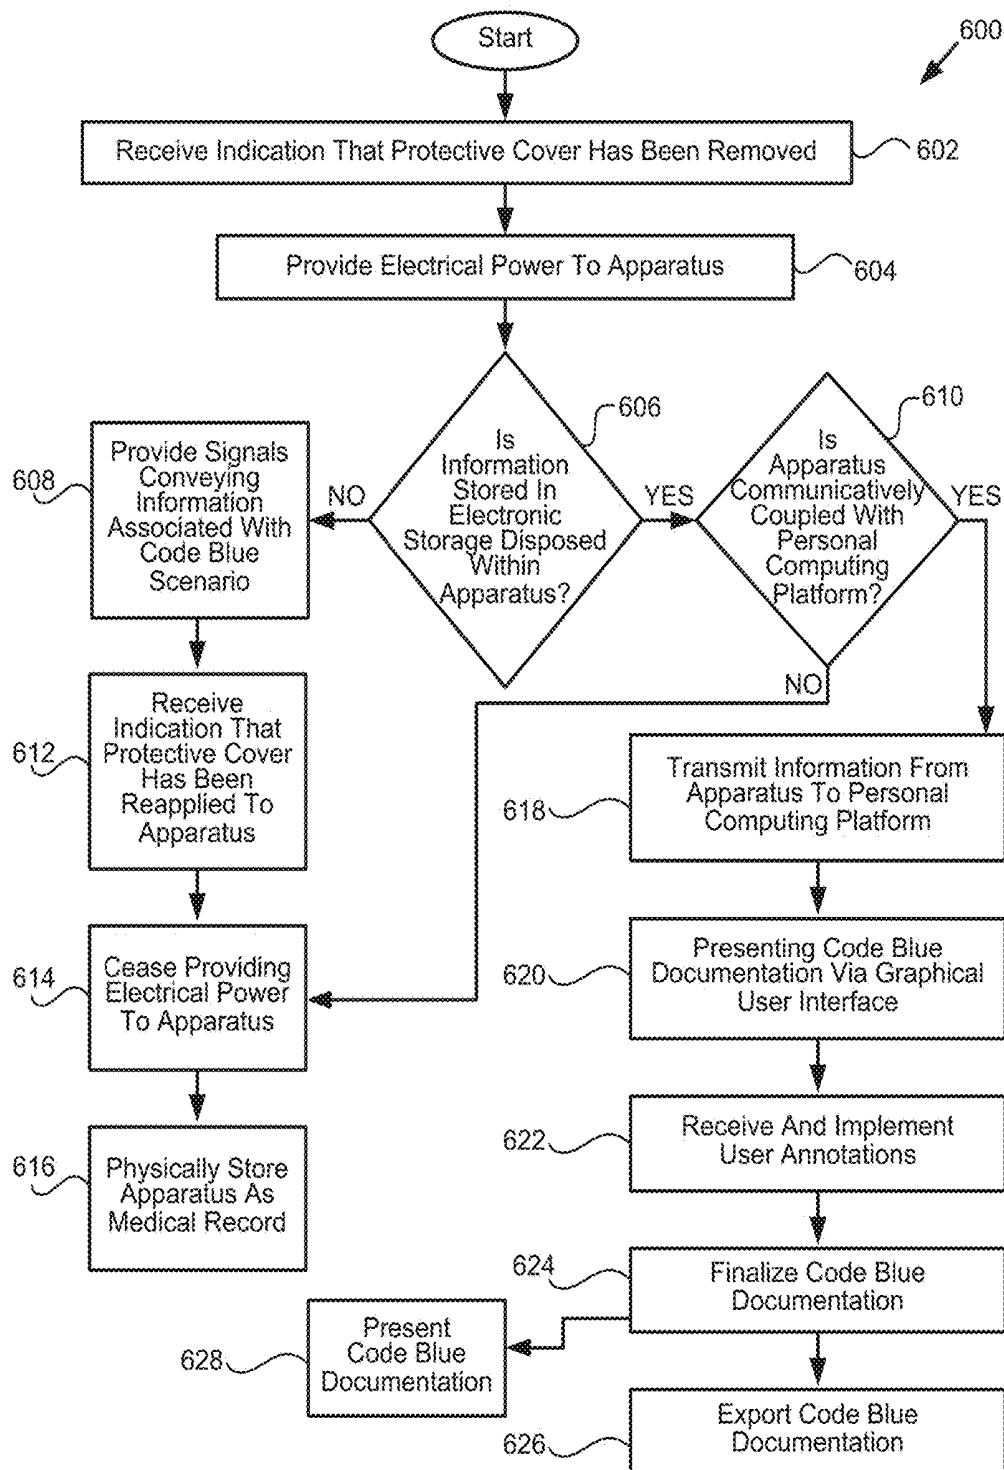 Start
600
Receive Indication That Protective Cover Has Been Removed
602
Provide Electrical Power To Apparatus
604
606
Is
Information
Stored In
Electronic
Storage Disposed
Within
Apparatus?
NO
YES
610
Is
Apparatus
Communicatively
Coupled With
Personal
Computing
Platform?
YES
NO
608
Provide Signals
Conveying
Information
Associated With
Code Blue
Scenario
612
Receive
Indication That
Protective Cover
Has Been
Reapplied To
Apparatus
614
Cease Providing
Electrical Power
To Apparatus
616
Physically Store
Apparatus As
Medical Record
618
Transmit Information From
Apparatus To Personal
Computing Platform
620
Presenting Code Blue
Documentation Via Graphical
User Interface
622
Receive And Implement
User Annotations
624
Finalize Code Blue
Documentation
628
Present
Code Blue
Documentation
626
Export Code Blue
Documentation